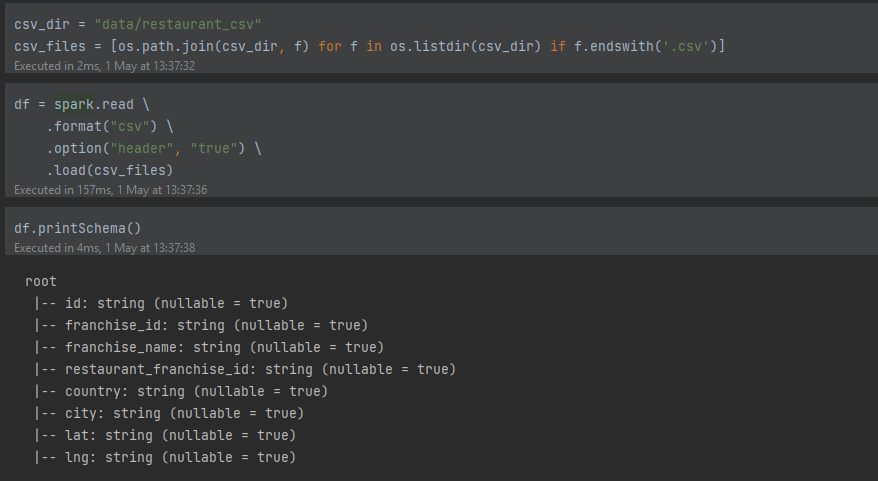 csv_dir = "data/restaurant_csv"
csv_files = [os.path.join(csv_dir, f) for f in os.listdir(csv_dir) if f.endswith('.csv')]
Executed in 2ms, 1 May at 13:37:32
df = spark.read \
    .format("csv") \
    .option("header", "true") \
    .load(csv_files)
Executed in 157ms, 1 May at 13:37:36
df.printSchema()
Executed in 4ms, 1 May at 13:37:38
root
 |-- id: string (nullable = true)
 |-- franchise_id: string (nullable = true)
 |-- franchise_name: string (nullable = true)
 |-- restaurant_franchise_id: string (nullable = true)
 |-- country: string (nullable = true)
 |-- city: string (nullable = true)
 |-- lat: string (nullable = true)
 |-- lng: string (nullable = true)